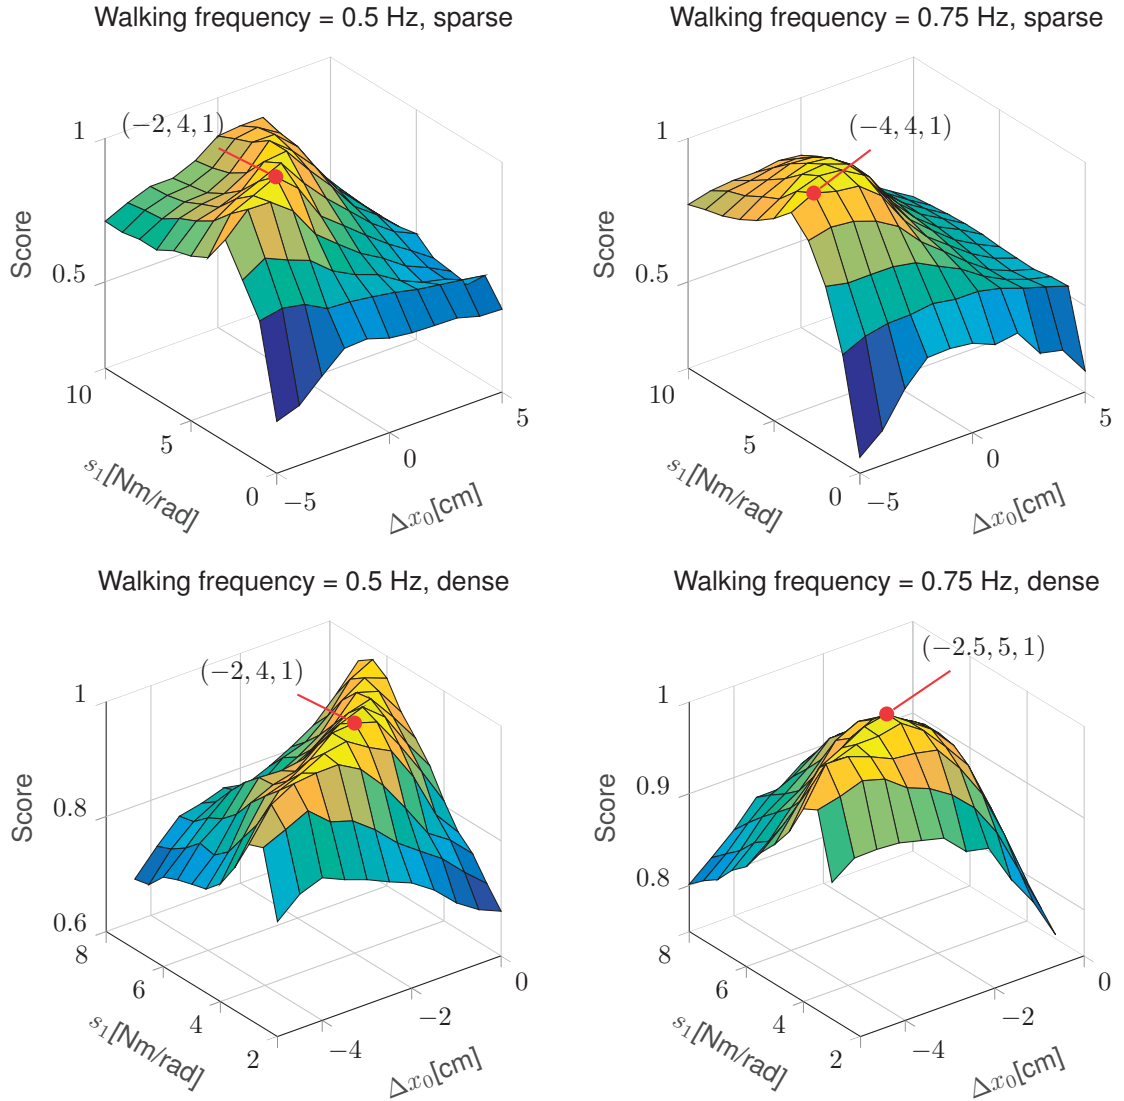 Walking frequency = 0.5 Hz, sparse
(−2, 4, 1)
1
0.5
Score
10
5
0
s₁[Nm/rad]
−5
0
5
Δx₀[cm]
Walking frequency = 0.75 Hz, sparse
(−4, 4, 1)
1
0.5
Score
10
5
0
s₁[Nm/rad]
−5
0
5
Δx₀[cm]
Walking frequency = 0.5 Hz, dense
(−2, 4, 1)
1
0.8
0.6
Score
8
6
4
2
s₁[Nm/rad]
−4
−2
0
Δx₀[cm]
Walking frequency = 0.75 Hz, dense
(−2.5, 5, 1)
1
0.9
0.8
Score
8
6
4
2
s₁[Nm/rad]
−4
−2
0
Δx₀[cm]